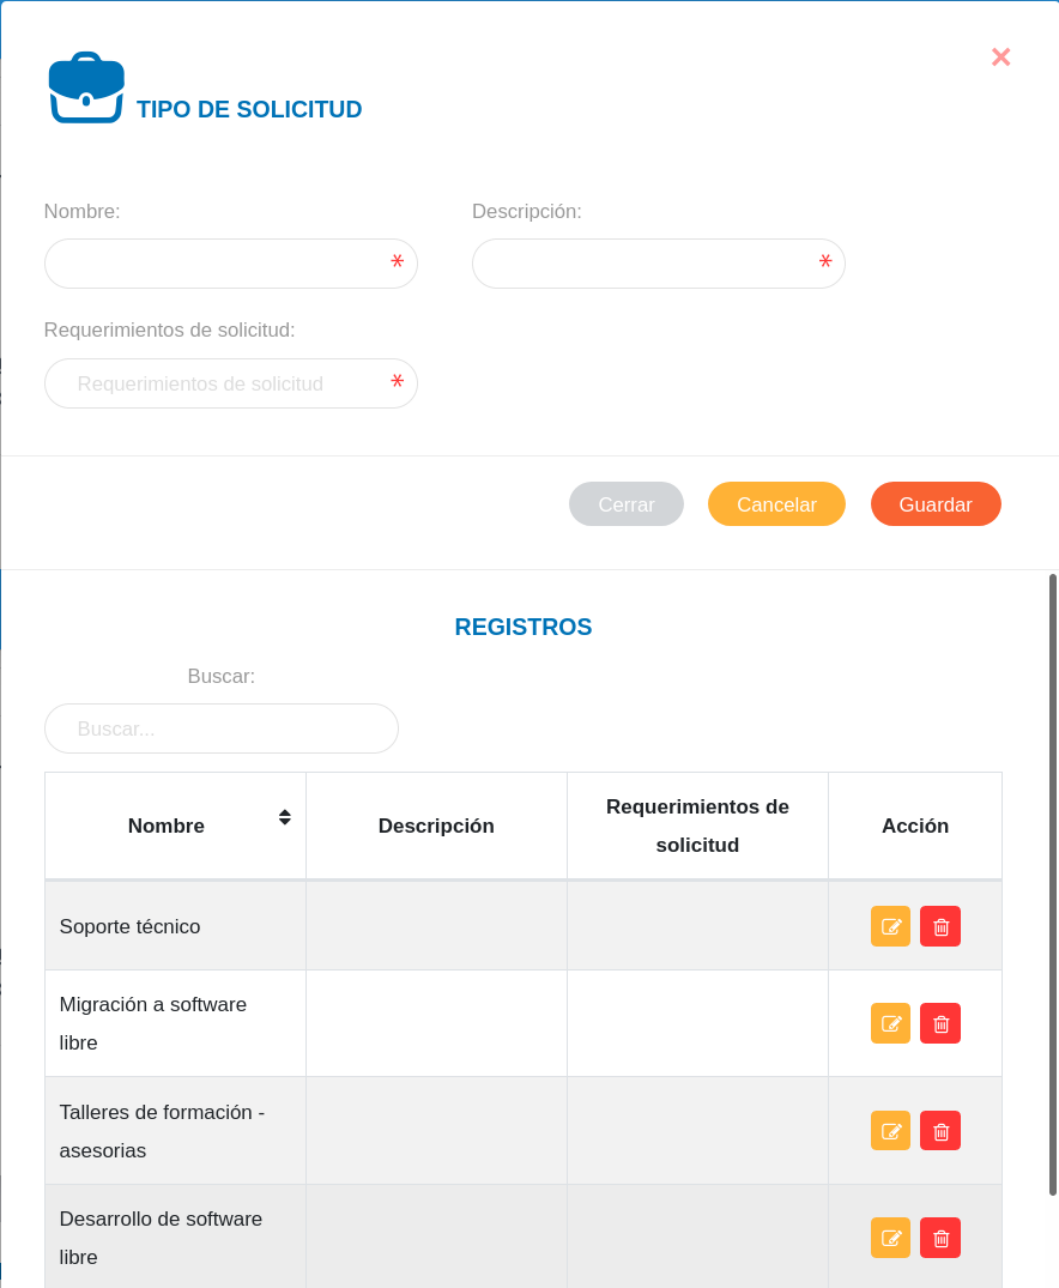 TIPO DE SOLICITUD
Nombre:
Descripción:
*
*
Requerimientos de solicitud:
Requerimientos de solicitud *
Cerrar
Cancelar
Guardar
REGISTROS
Buscar:
Buscar...
Nombre
Descripción
Requerimientos de
solicitud
Acción
Soporte técnico
Migración a software
libre
Talleres de formación -
asesorias
Desarrollo de software
libre